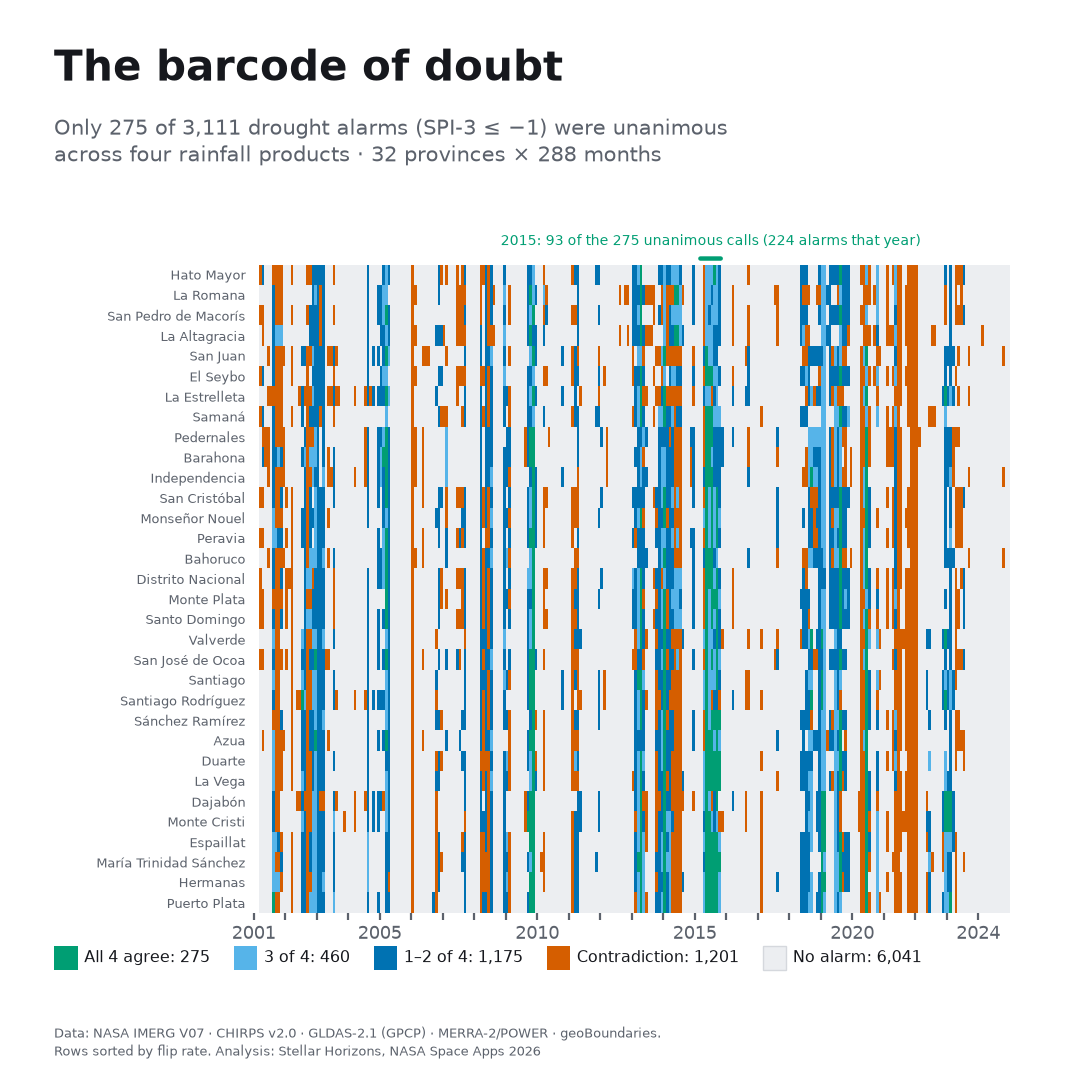 The barcode of doubt
Only 275 of 3,111 drought alarms (SPI-3 ≤ −1) were unanimous
across four rainfall products · 32 provinces × 288 months
2015: 93 of the 275 unanimous calls (224 alarms that year)
Hato Mayor
La Romana
San Pedro de Macorís
La Altagracia
San Juan
El Seybo
La Estrelleta
Samaná
Pedernales
Barahona
Independencia
San Cristóbal
Monseñor Nouel
Peravia
Bahoruco
Distrito Nacional
Monte Plata
Santo Domingo
Valverde
San José de Ocoa
Santiago
Santiago Rodríguez
Sánchez Ramírez
Azua
Duarte
La Vega
Dajabón
Monte Cristi
Espaillat
María Trinidad Sánchez
Hermanas
Puerto Plata
2001 2005 2010 2015 2020 2024
All 4 agree: 275 3 of 4: 460 1–2 of 4: 1,175 Contradiction: 1,201 No alarm: 6,041
Data: NASA IMERG V07 · CHIRPS v2.0 · GLDAS-2.1 (GPCP) · MERRA-2/POWER · geoBoundaries.
Rows sorted by flip rate. Analysis: Stellar Horizons, NASA Space Apps 2026